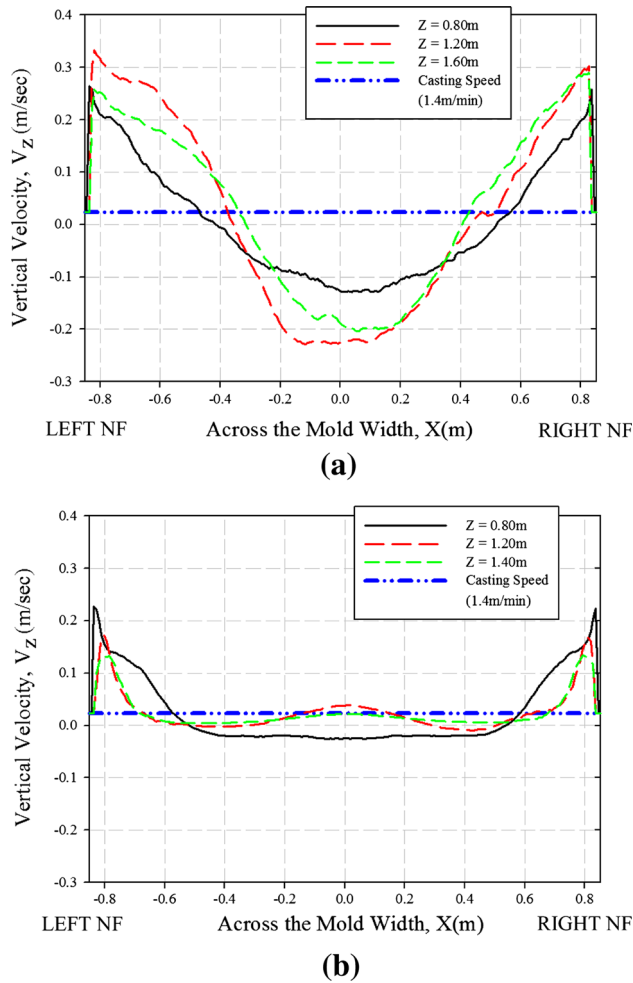 Z = 0.80m
Z = 1.20m
Z = 1.60m
Casting Speed
(1.4m/min)
Vertical Velocity, VZ (m/sec)
0.4
0.3
0.2
0.1
0.0
-0.1
-0.2
-0.3
-0.8 -0.6 -0.4 -0.2 0.0 0.2 0.4 0.6 0.8
LEFT NF Across the Mold Width, X(m) RIGHT NF
(a)
Z = 0.80m
Z = 1.20m
Z = 1.40m
Casting Speed
(1.4m/min)
Vertical Velocity, VZ (m/sec)
0.4
0.3
0.2
0.1
0.0
-0.1
-0.2
-0.3
-0.8 -0.6 -0.4 -0.2 0.0 0.2 0.4 0.6 0.8
LEFT NF Across the Mold Width, X(m) RIGHT NF
(b)